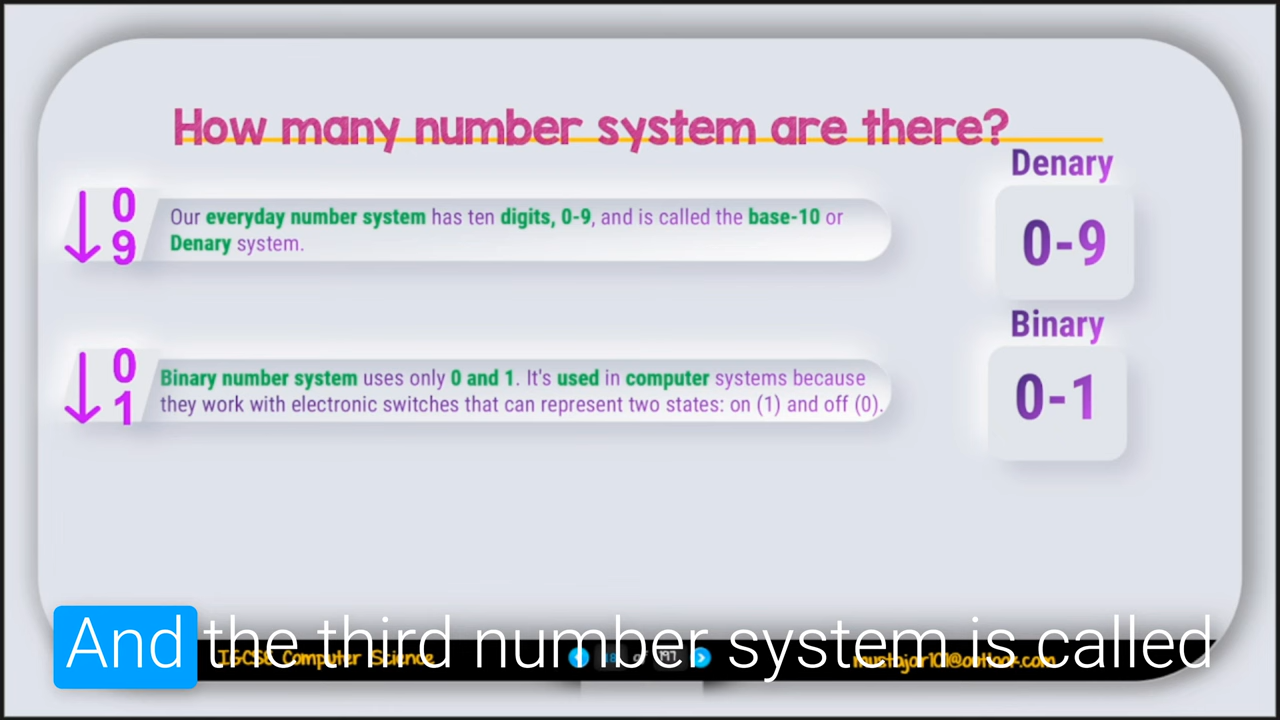 How many number system are there?
Denary
0
9
Our everyday number system has ten digits, 0-9, and is called the base-10 or
Denary system.
0-9
Binary
0
1
Binary number system uses only 0 and 1. It's used in computer systems because
they work with electronic switches that can represent two states: on (1) and off (0).
0-1
And the third number system is called
IGCSE Computer Science
of 197